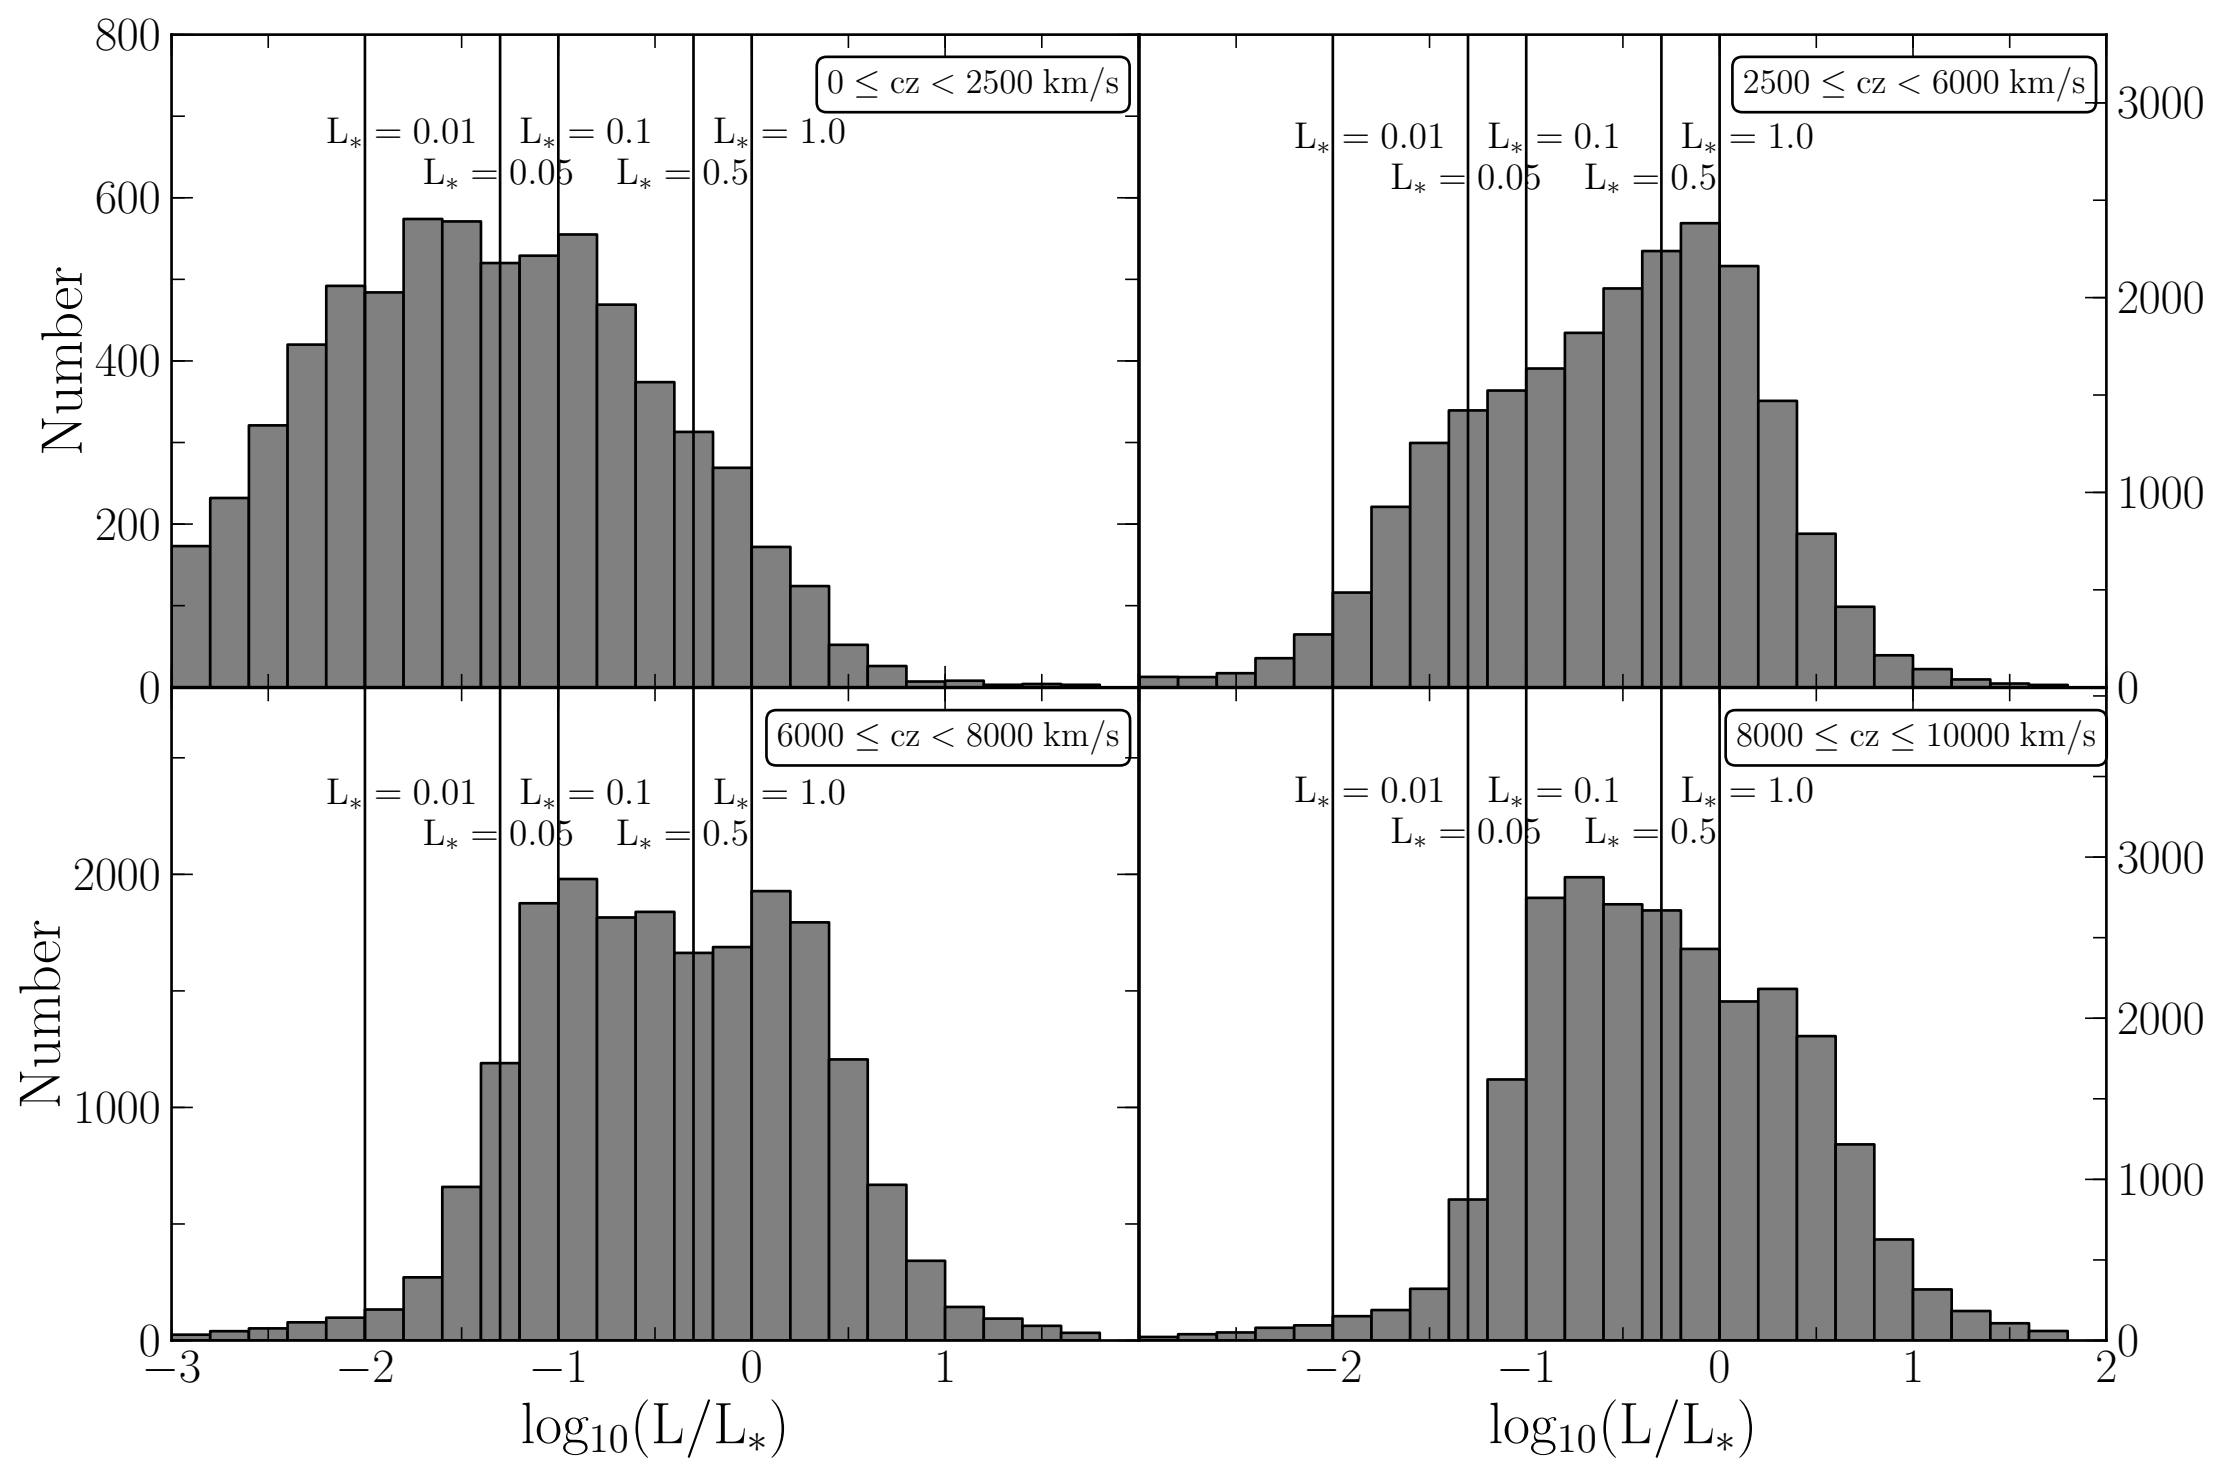 800
0 ≤ cz < 2500 km/s
2500 ≤ cz < 6000 km/s
3000
L* = 0.01 L* = 0.1 L* = 1.0
L* = 0.05 L* = 0.5
L* = 0.01 L* = 0.1 L* = 1.0
L* = 0.05 L* = 0.5
600
400
200
0
Number
2000
1000
0
6000 ≤ cz < 8000 km/s
8000 ≤ cz ≤ 10000 km/s
L* = 0.01 L* = 0.1 L* = 1.0
L* = 0.05 L* = 0.5
L* = 0.01 L* = 0.1 L* = 1.0
L* = 0.05 L* = 0.5
2000
1000
0
Number
3000
2000
1000
0
−3 −2 −1 0 1
−2 −1 0 1 2
log₁₀(L/L*)
log₁₀(L/L*)